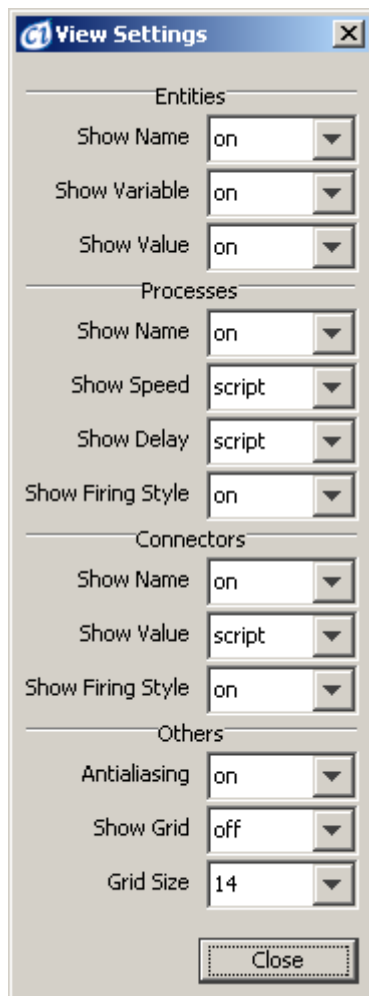 Ci View Settings
Entities
Show Name on
Show Variable on
Show Value on
Processes
Show Name on
Show Speed script
Show Delay script
Show Firing Style on
Connectors
Show Name on
Show Value script
Show Firing Style on
Others
Antialiasing on
Show Grid off
Grid Size 14
Close